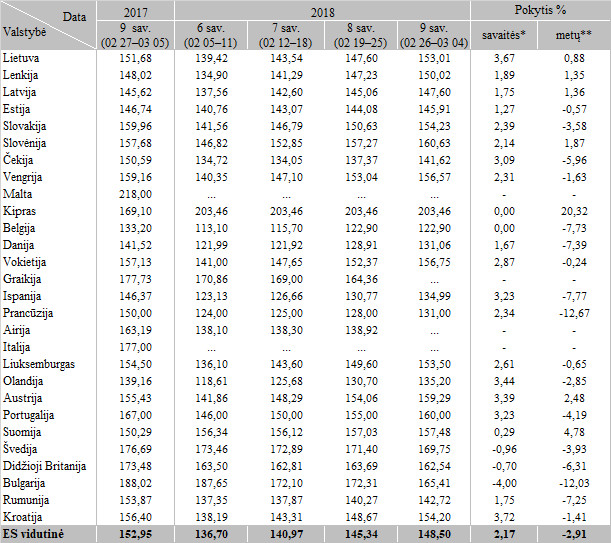 Data 2017 2018 Pokytis %
Valstybė 9 sav. (02 27–03 05) 6 sav. (02 05–11) 7 sav. (02 12–18) 8 sav. (02 19–25) 9 sav. (02 26–03 04) savaitės* metų**
Lietuva 151,68 139,42 143,54 147,60 153,01 3,67 0,88
Lenkija 148,02 134,90 141,29 147,23 150,02 1,89 1,35
Latvija 145,62 137,56 142,60 145,06 147,60 1,75 1,36
Estija 146,74 140,76 143,07 144,08 145,91 1,27 -0,57
Slovakija 159,96 141,56 146,79 150,63 154,23 2,39 -3,58
Slovėnija 157,68 146,82 152,85 157,27 160,63 2,14 1,87
Čekija 150,59 134,72 134,05 137,37 141,62 3,09 -5,96
Vengrija 159,16 140,35 147,10 153,04 156,57 2,31 -1,63
Malta 218,00 ... ... ... ... - -
Kipras 169,10 203,46 203,46 203,46 203,46 0,00 20,32
Belgija 133,20 113,10 115,70 122,90 122,90 0,00 -7,73
Danija 141,52 121,99 121,92 128,91 131,06 1,67 -7,39
Vokietija 157,13 141,00 147,65 152,37 156,75 2,87 -0,24
Graikija 177,73 170,86 169,00 164,36 ... - -
Ispanija 146,37 123,13 126,66 130,77 134,99 3,23 -7,77
Prancūzija 150,00 124,00 125,00 128,00 131,00 2,34 -12,67
Airija 163,19 138,10 138,30 138,92 ... - -
Italija 177,00 ... ... ... ... - -
Liuksemburgas 154,50 136,10 143,60 149,60 153,50 2,61 -0,65
Olandija 139,16 118,61 125,68 130,70 135,20 3,44 -2,85
Austrija 155,43 141,86 148,29 154,06 159,29 3,39 2,48
Portugalija 167,00 146,00 150,00 155,00 160,00 3,23 -4,19
Suomija 150,29 156,34 156,12 157,03 157,48 0,29 4,78
Švedija 176,69 173,46 172,89 171,40 169,75 -0,96 -3,93
Didžioji Britanija 173,48 163,50 162,81 163,69 162,54 -0,70 -6,31
Bulgarija 188,02 187,65 172,10 172,31 165,41 -4,00 -12,03
Rumunija 153,87 137,35 137,87 140,27 142,72 1,75 -7,25
Kroatija 156,40 138,19 143,31 148,67 154,20 3,72 -1,41
ES vidutinė 152,95 136,70 140,97 145,34 148,50 2,17 -2,91